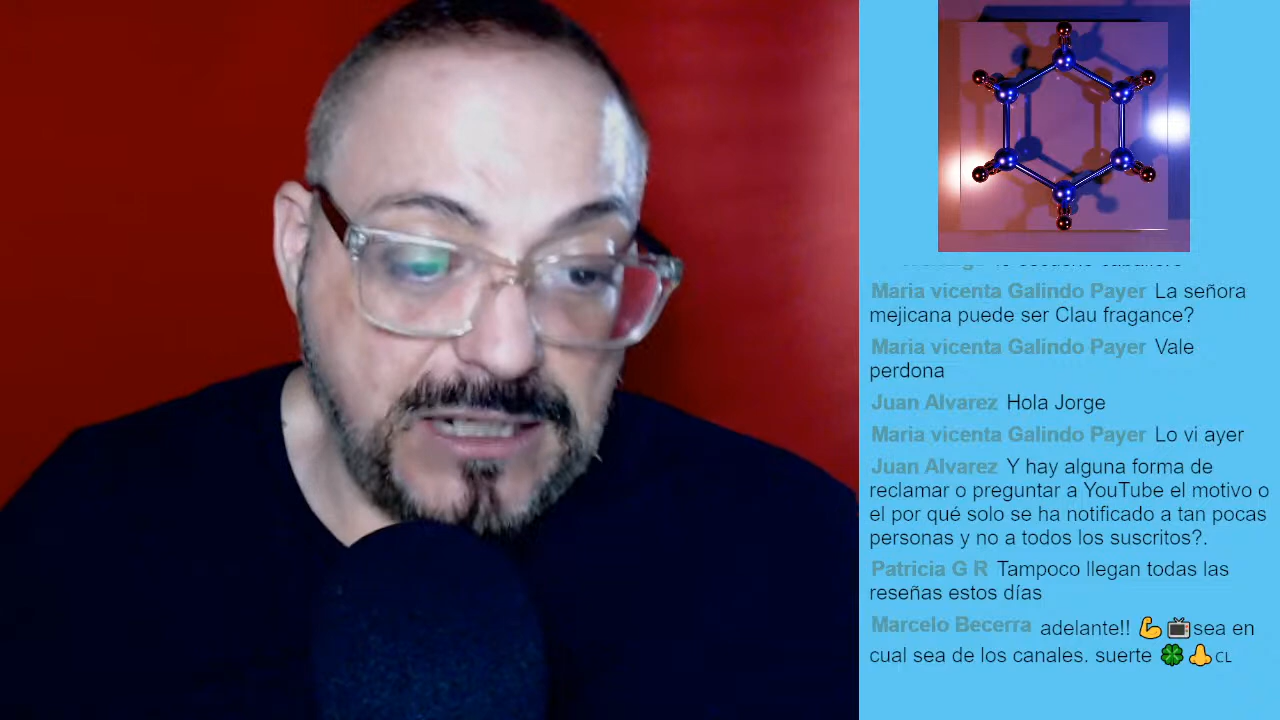 Maria vicenta Galindo Payer La señora
mejicana puede ser Clau fragance?
Maria vicenta Galindo Payer Vale
perdona
Juan Alvarez Hola Jorge
Maria vicenta Galindo Payer Lo vi ayer
Juan Alvarez Y hay alguna forma de
reclamar o preguntar a YouTube el motivo o
el por qué solo se ha notificado a tan pocas
personas y no a todos los suscritos?.
Patricia G R Tampoco llegan todas las
reseñas estos días
Marcelo Becerra adelante!! 💪📺sea en
cual sea de los canales. suerte 🍀👃CL